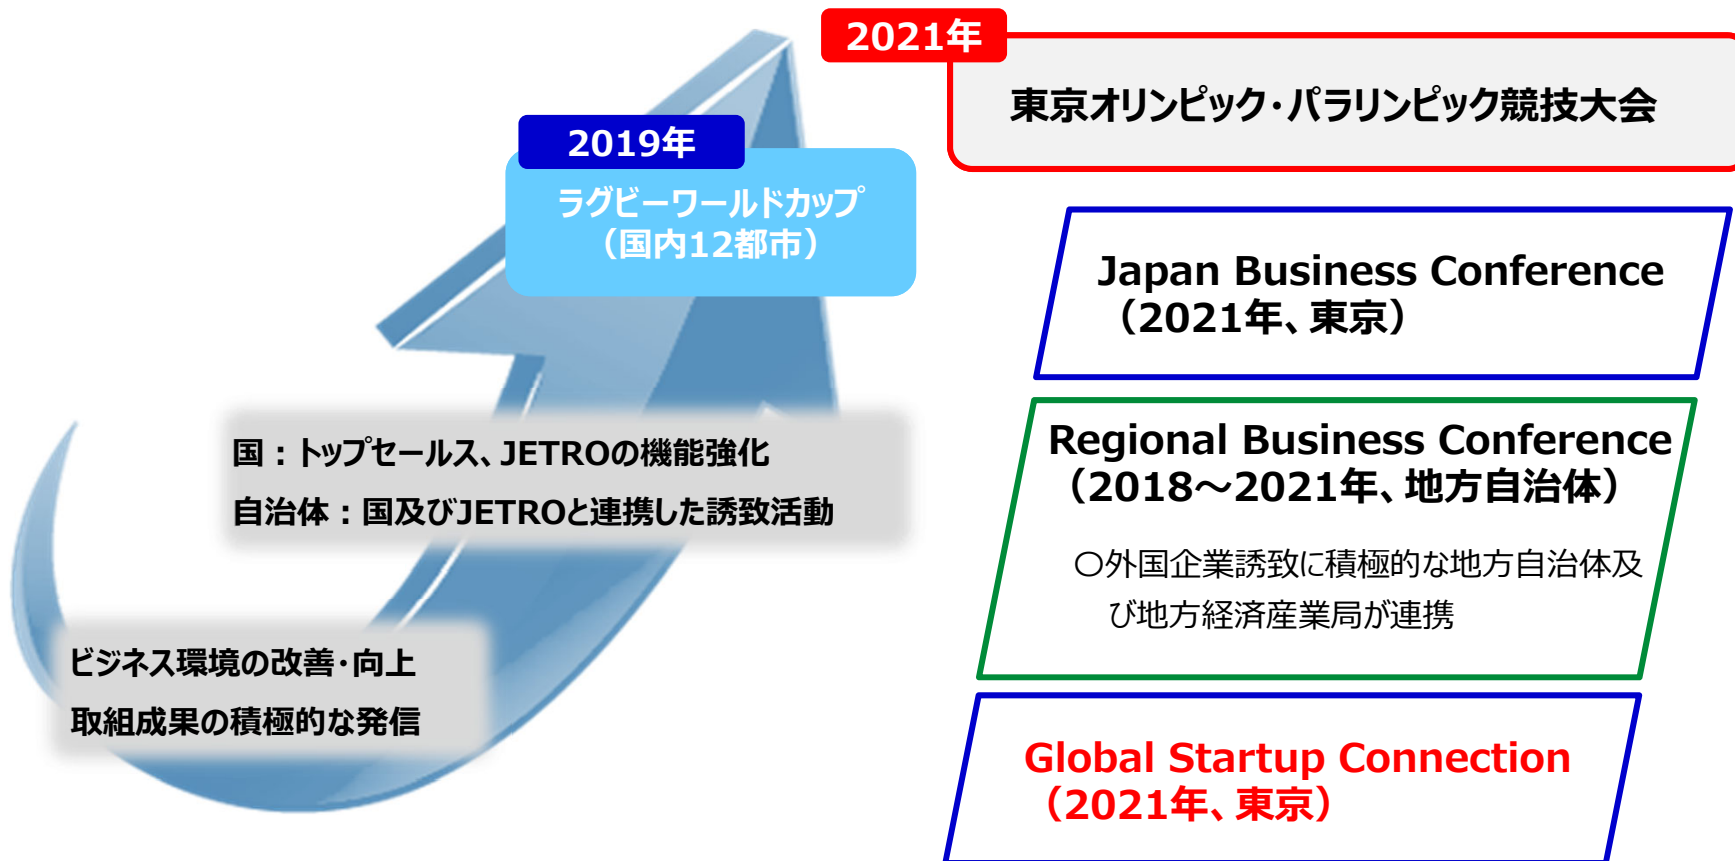 2021年
東京オリンピック・パラリンピック競技大会
2019年
ラグビーワールドカップ
（国内12都市）
国：トップセールス、JETROの機能強化
自治体：国及びJETROと連携した誘致活動
ビジネス環境の改善・向上
取組成果の積極的な発信
Japan Business Conference
（2021年、東京）
Regional Business Conference
（2018～2021年、地方自治体）
○外国企業誘致に積極的な地方自治体及
び地方経済産業局が連携
Global Startup Connection
（2021年、東京）